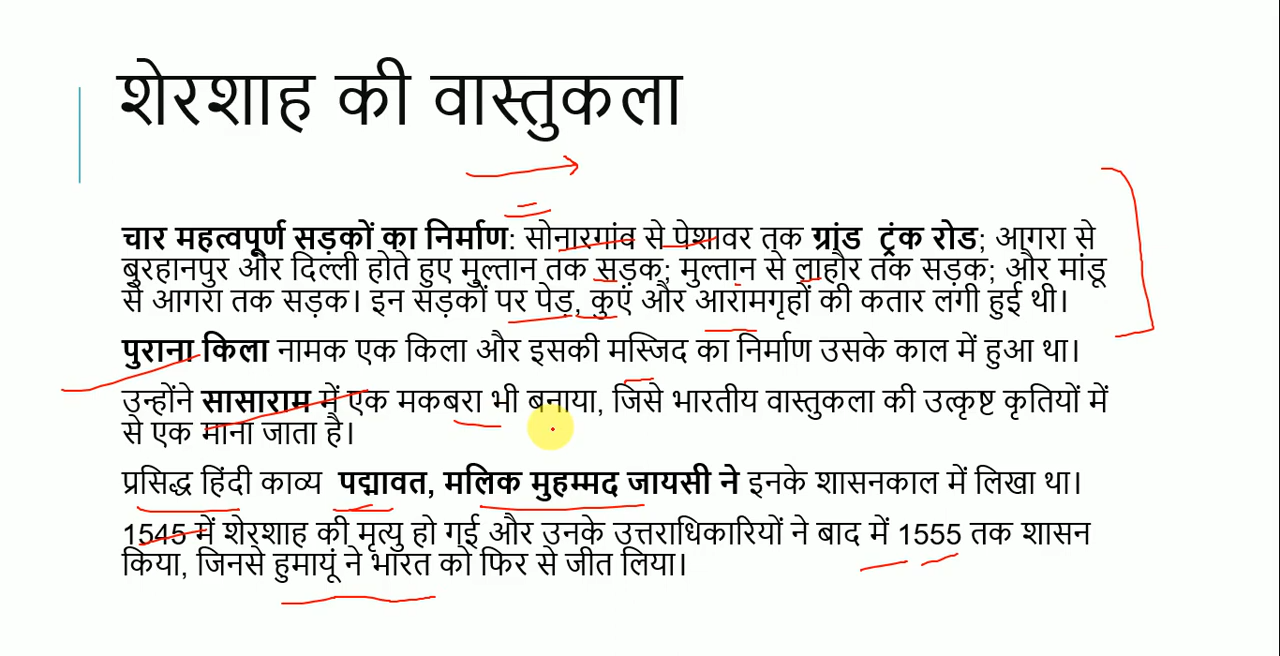 शेरशाह की वास्तुकला
चार महत्वपूर्ण सड़कों का निर्माण: सोनारगांव से पेशावर तक ग्रांड ट्रंक रोड; आगरा से
बुरहानपुर और दिल्ली होते हुए मुल्तान तक सड़क; मुल्तान से लाहौर तक सड़क; और मांडू
से आगरा तक सड़क। इन सड़कों पर पेड़, कुएं और आरामगृहों की कतार लगी हुई थी।
पुराना किला नामक एक किला और इसकी मस्जिद का निर्माण उसके काल में हुआ था।
उन्होंने सासाराम में एक मकबरा भी बनाया, जिसे भारतीय वास्तुकला की उत्कृष्ट कृतियों में
से एक माना जाता है।
प्रसिद्ध हिंदी काव्य पद्मावत, मलिक मुहम्मद जायसी ने इनके शासनकाल में लिखा था।
1545 में शेरशाह की मृत्यु हो गई और उनके उत्तराधिकारियों ने बाद में 1555 तक शासन
किया, जिनसे हुमायूं ने भारत को फिर से जीत लिया।